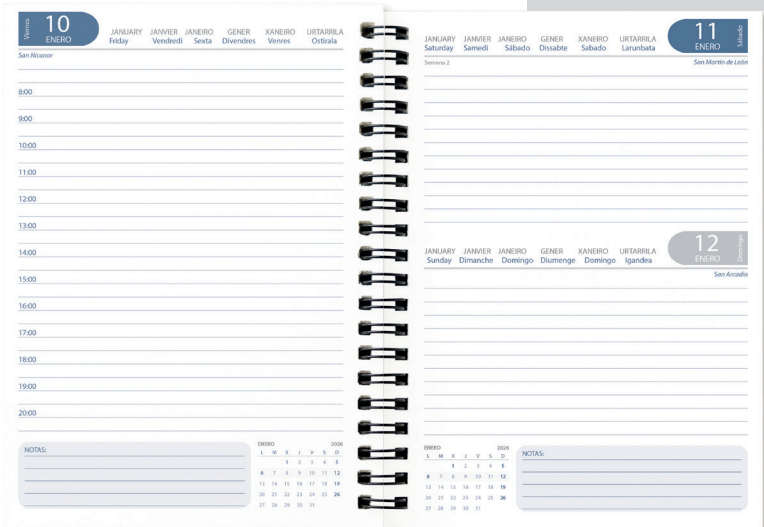 Viernes
10
ENERO
JANUARY JANVIER JANEIRO GENER XANEIRO URTARRILA
Friday Vendredi Sexta Divendres Venres Ostirala
San Nicanor
8:00
9:00
10:00
11:00
12:00
13:00
14:00
15:00
16:00
17:00
18:00
19:00
20:00
NOTAS:
ENERO 2026
L M X J V S D
1 2 3 4 5
6 7 8 9 10 11 12
13 14 15 16 17 18 19
20 21 22 23 24 25 26
27 28 29 30 31
JANUARY JANVIER JANEIRO GENER XANEIRO URTARRILA
Saturday Samedi Sábado Dissabte Sabado Larunbata
11
ENERO
Sábado
Semana 2
San Martín de León
JANUARY JANVIER JANEIRO GENER XANEIRO URTARRILA
Sunday Dimanche Domingo Diumenge Domingo Igandea
12
ENERO
Domingo
San Arcadio
ENERO 2026
L M X J V S D
1 2 3 4 5
6 7 8 9 10 11 12
13 14 15 16 17 18 19
20 21 22 23 24 25 26
27 28 29 30 31
NOTAS: